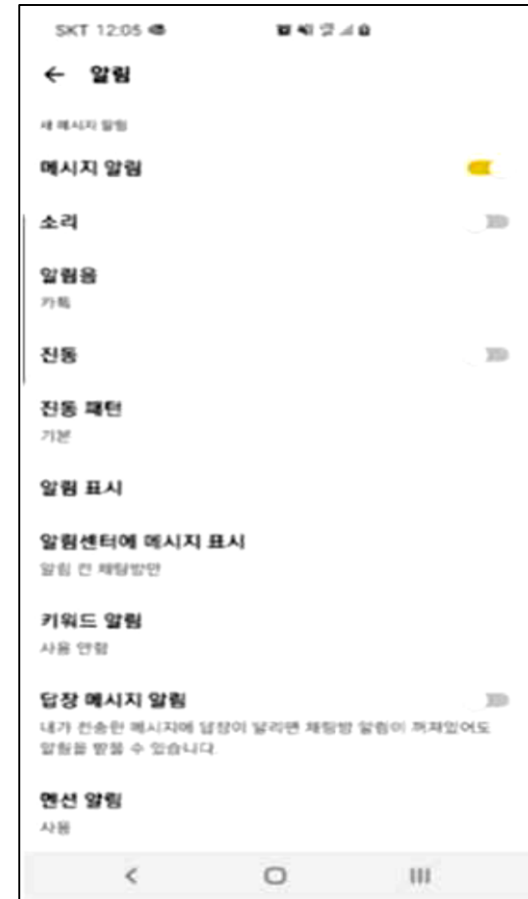 SKT 12:05
알림
새 메시지 알림
메시지 알림
소리
알림음
카톡
진동
진동 패턴
기본
알림 표시
알림센터에 메시지 표시
알림 켠 채팅방만
키워드 알림
사용 안함
답장 메시지 알림
내가 전송한 메시지에 답장이 달리면 채팅방 알림이 꺼져있어도
알림을 받을 수 있습니다.
멘션 알림
사용